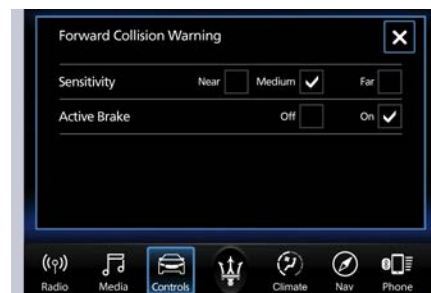 Forward Collision Warning
Sensitivity Near Medium Far
Active Brake Off On
Radio Media Controls Climate Nav Phone